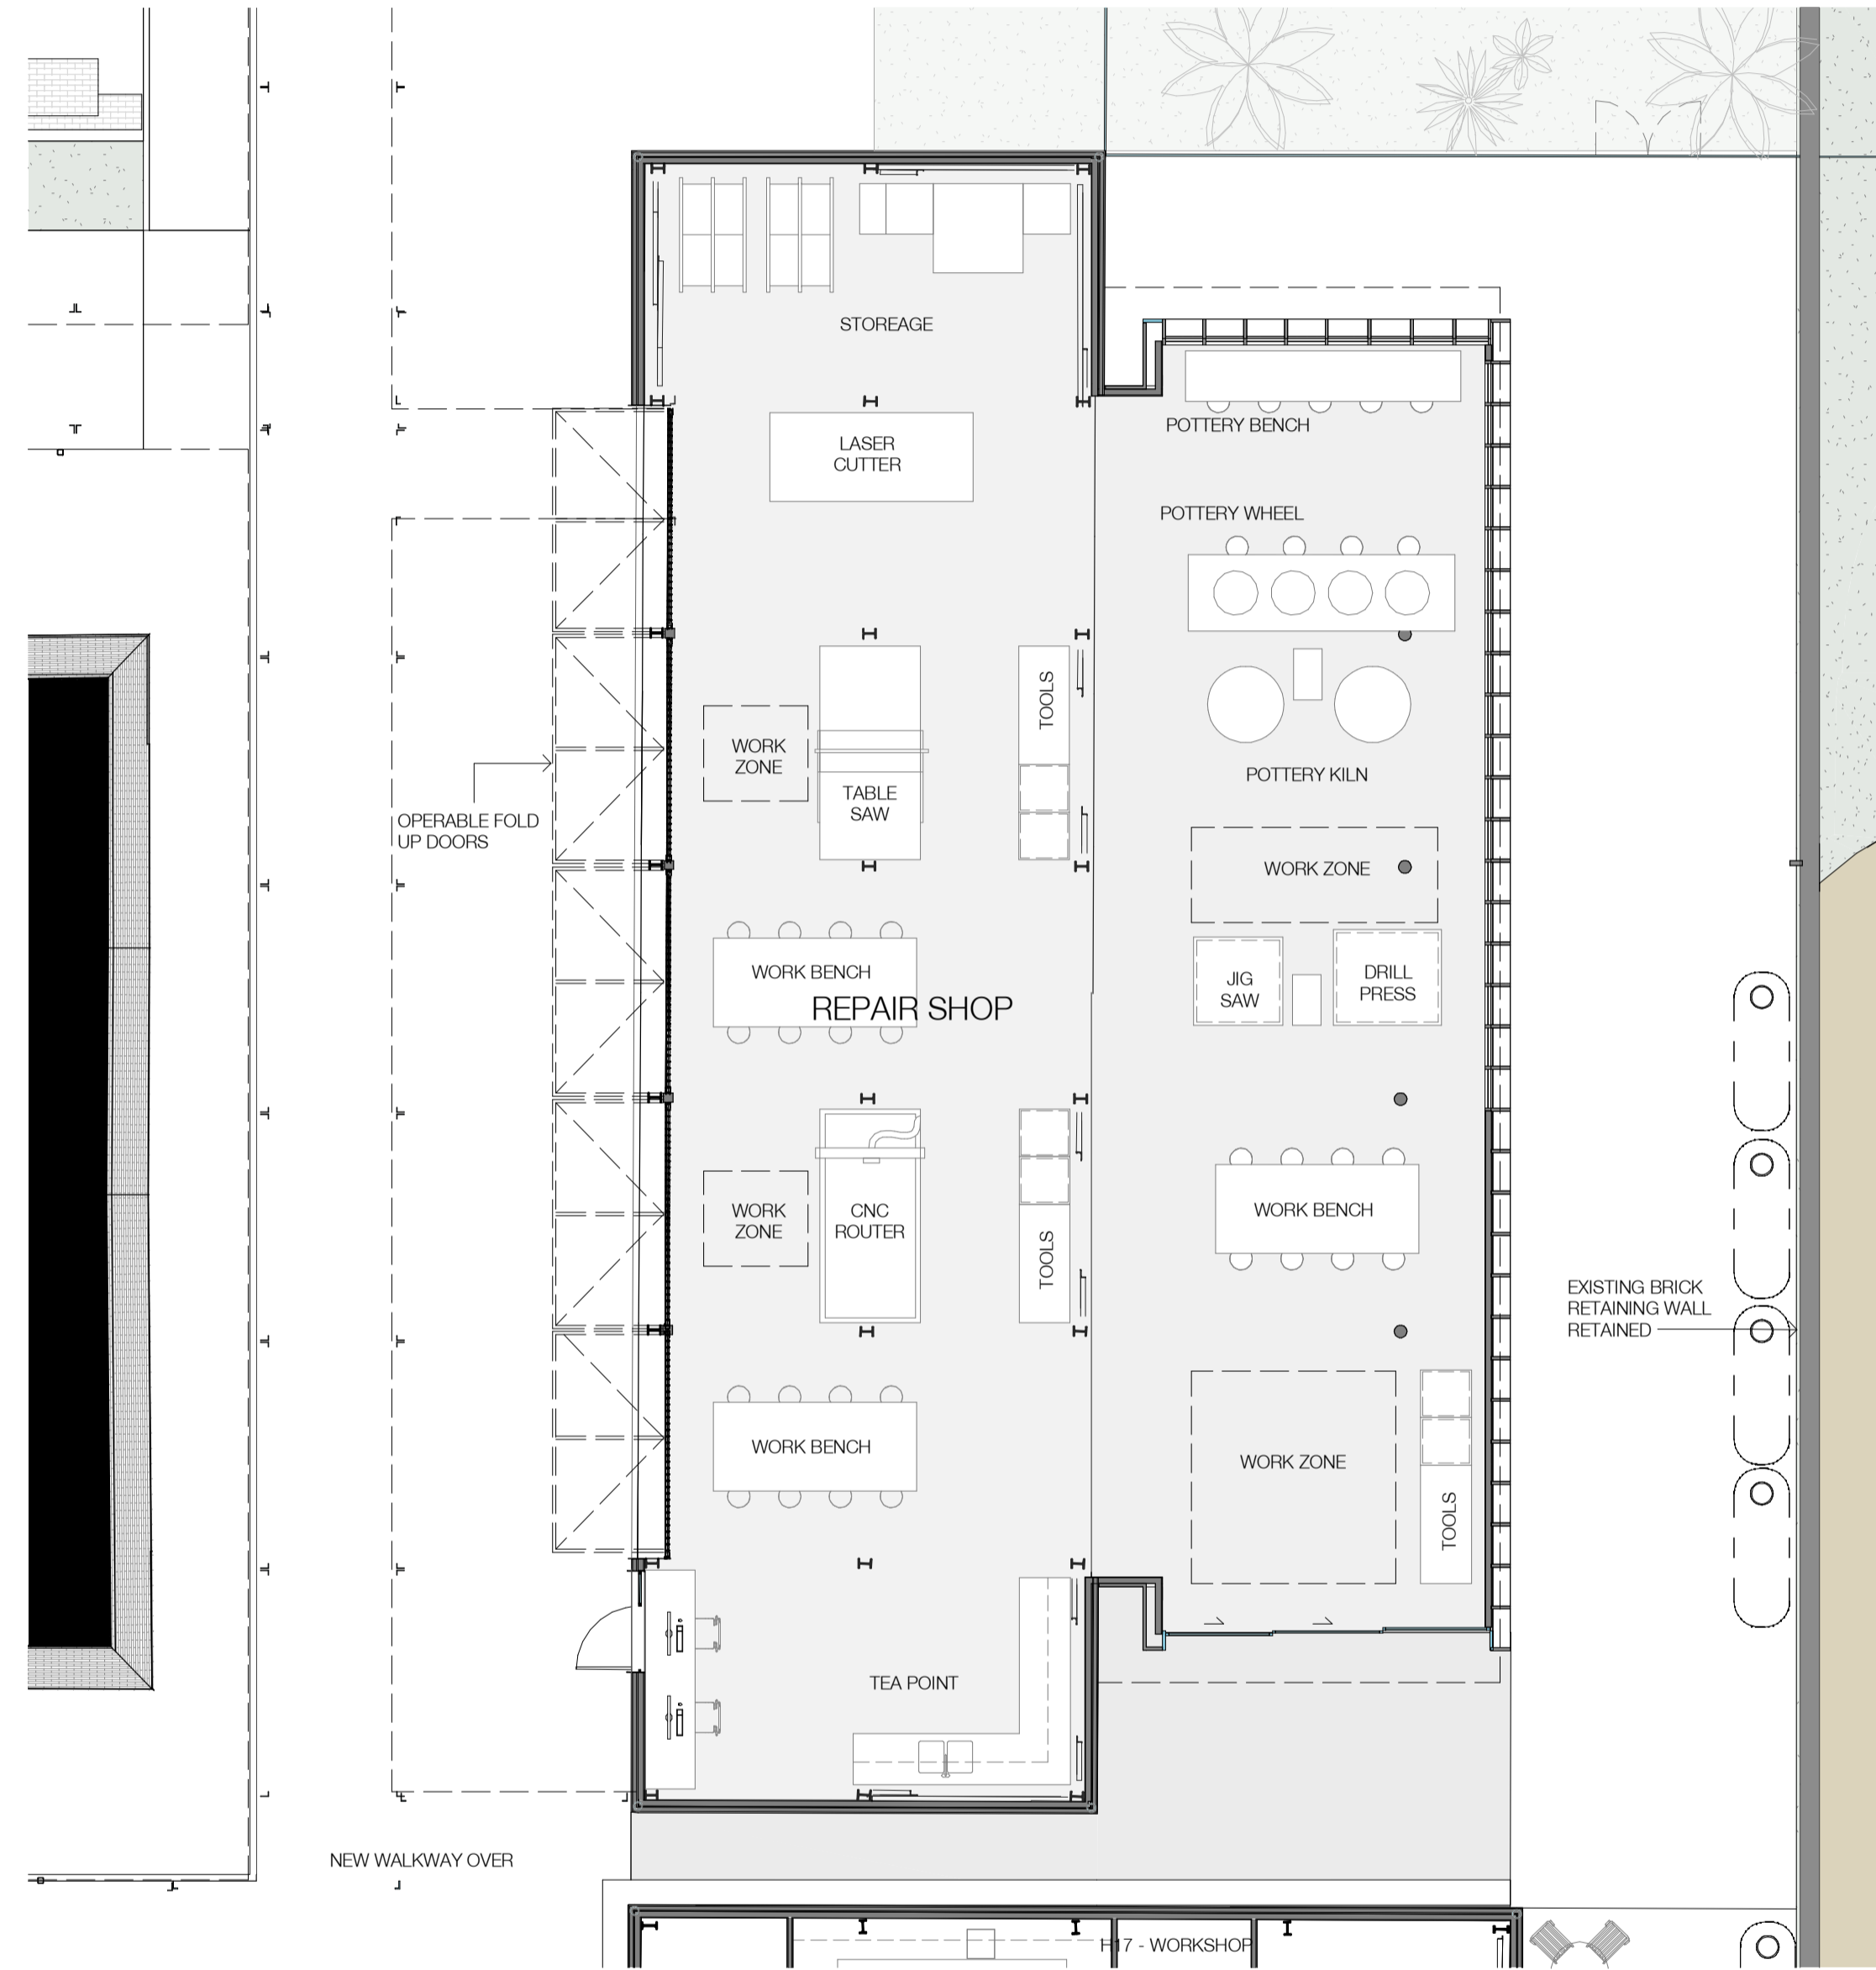 STOREAGE
LASER
CUTTER
POTTERY BENCH
POTTERY WHEEL
TOOLS
WORK
ZONE
TABLE
SAW
POTTERY KILN
OPERABLE FOLD
UP DOORS
WORK ZONE
WORK BENCH
REPAIR SHOP
JIG
SAW
DRILL
PRESS
WORK
ZONE
CNC
ROUTER
TOOLS
WORK BENCH
EXISTING BRICK
RETAINING WALL
RETAINED
WORK BENCH
WORK ZONE
TOOLS
TEA POINT
NEW WALKWAY OVER
H17 - WORKSHOP